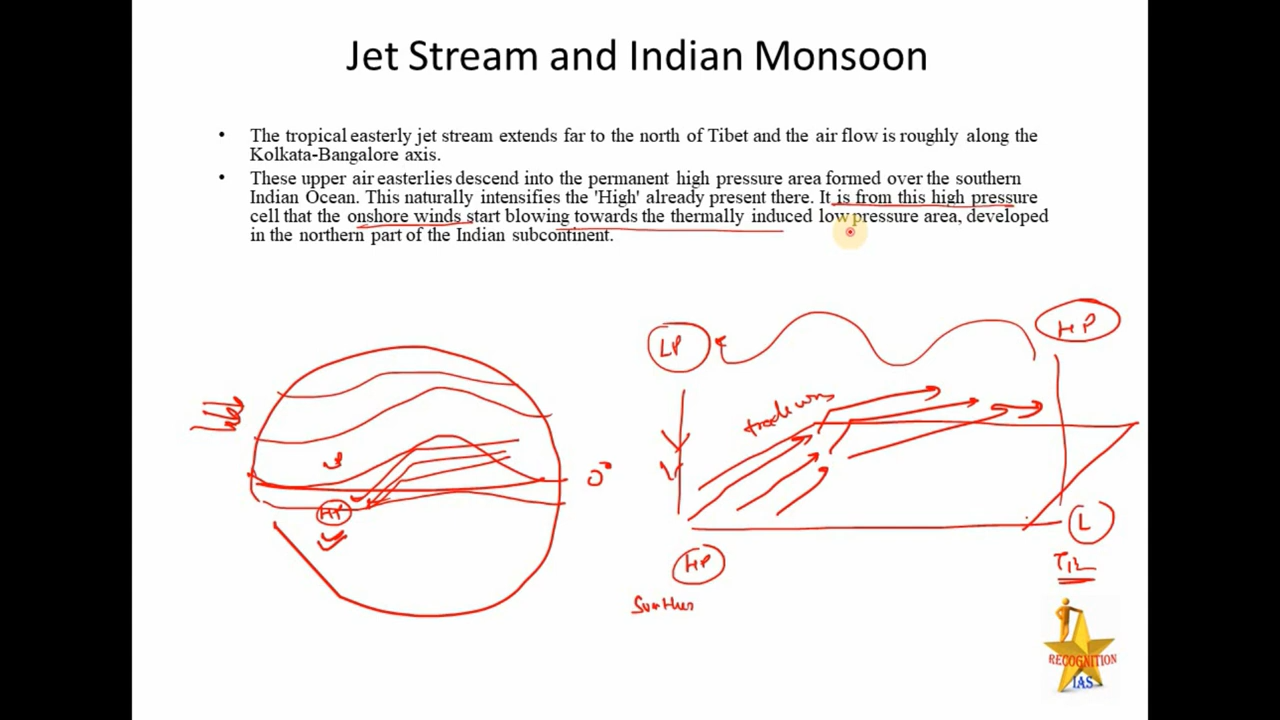 Jet Stream and Indian Monsoon
• The tropical easterly jet stream extends far to the north of Tibet and the air flow is roughly along the
Kolkata-Bangalore axis.
• These upper air easterlies descend into the permanent high pressure area formed over the southern
Indian Ocean. This naturally intensifies the 'High' already present there. It is from this high pressure
cell that the onshore winds start blowing towards the thermally induced low pressure area, developed
in the northern part of the Indian subcontinent.
HP
LP
0°
HP
L
HP
RECOGNITION
IAS